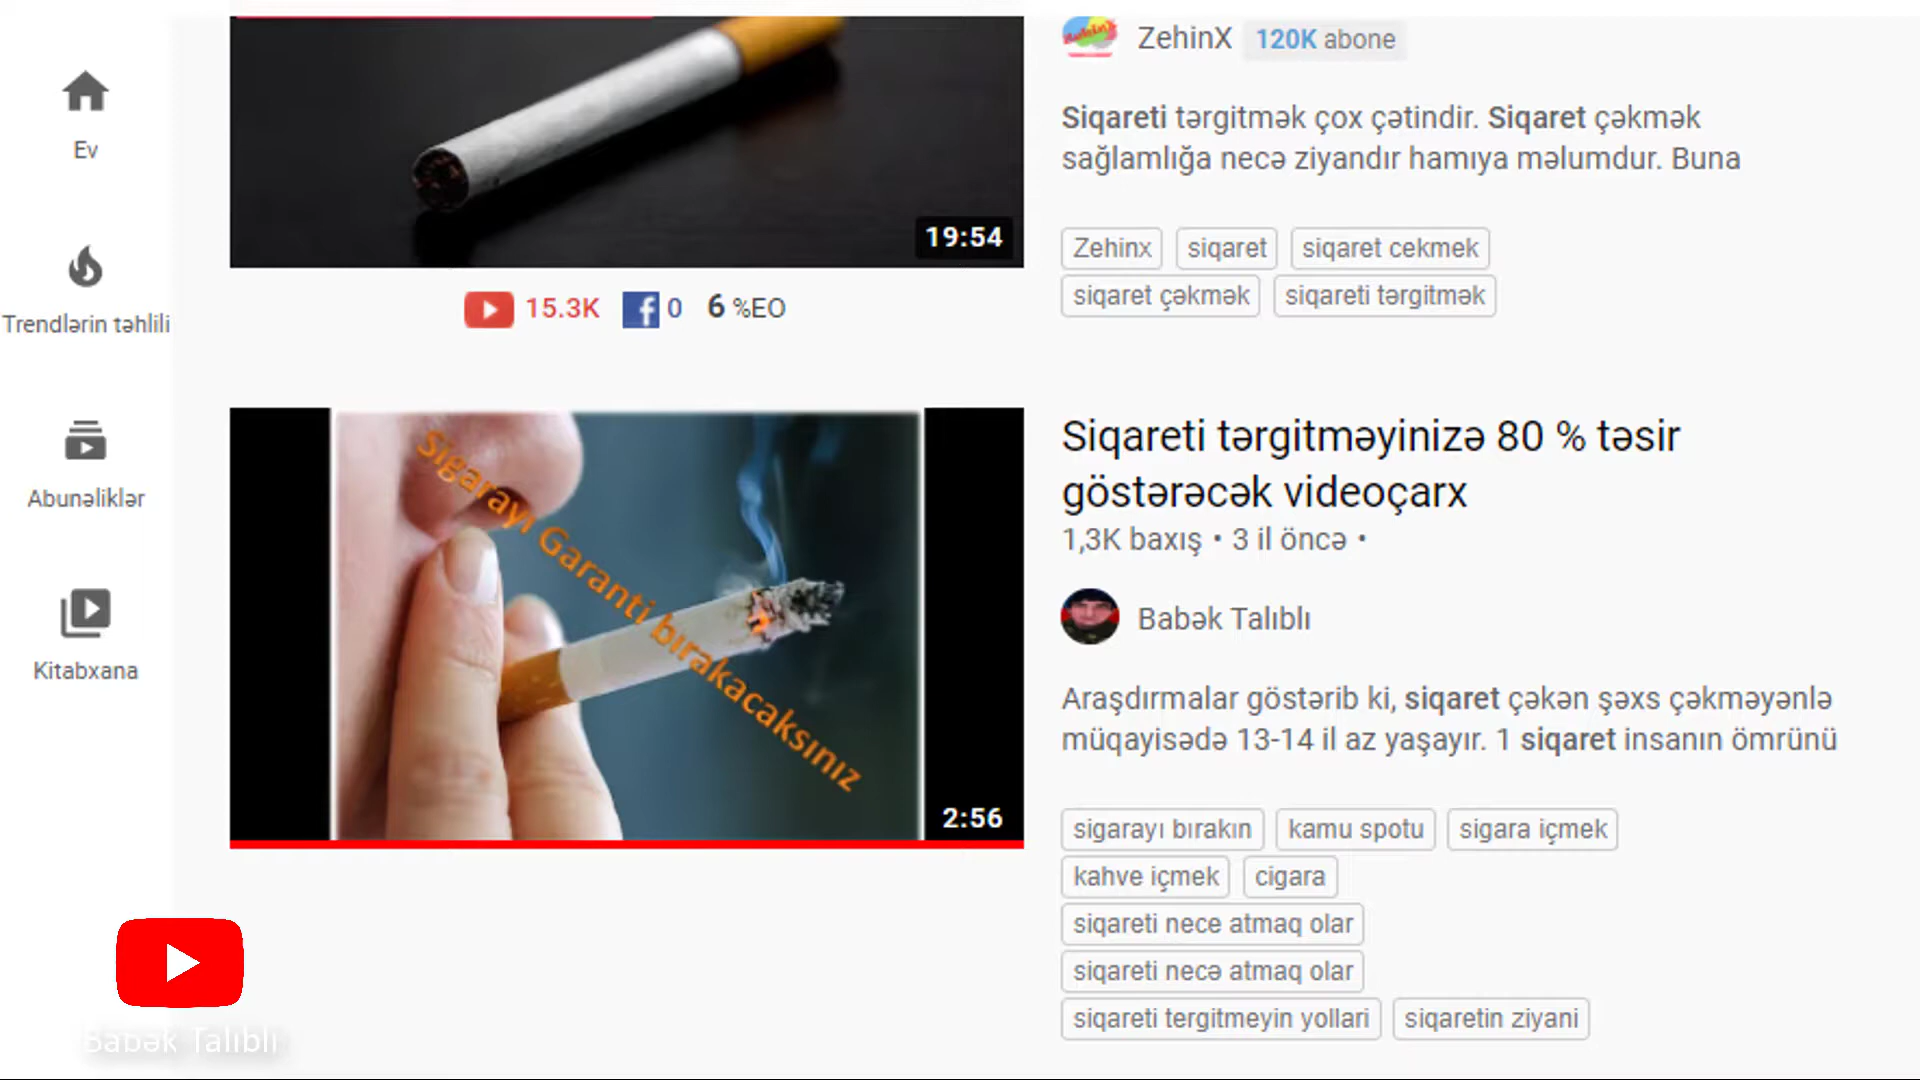 Ev
Trendlərin təhlili
Abunəliklər
Kitabxana
19:54
15.3K f 0 6 %EO
ZehinX 120K abone
Siqareti tərgitmək çox çətindir. Siqaret çəkmək
sağlamlığa necə ziyandır hamıya məlumdur. Buna
Zehinx siqaret siqaret cekmek
siqaret çəkmək siqareti tərgitmək
Sigarayı Garanti bırakacaksınız
2:56
Siqareti tərgitməyinizə 80 % təsir
göstərəcək videoçarx
1,3K baxış • 3 il öncə •
Babək Talıblı
Araşdırmalar göstərib ki, siqaret çəkən şəxs çəkməyənlə
müqayisədə 13-14 il az yaşayır. 1 siqaret insanın ömrünü
sigarayı bırakın kamu spotu sigara içmek
kahve içmek cigara
siqareti nece atmaq olar
siqareti necə atmaq olar
siqareti tergitmeyin yollari siqaretin ziyani
Babək Talıblı